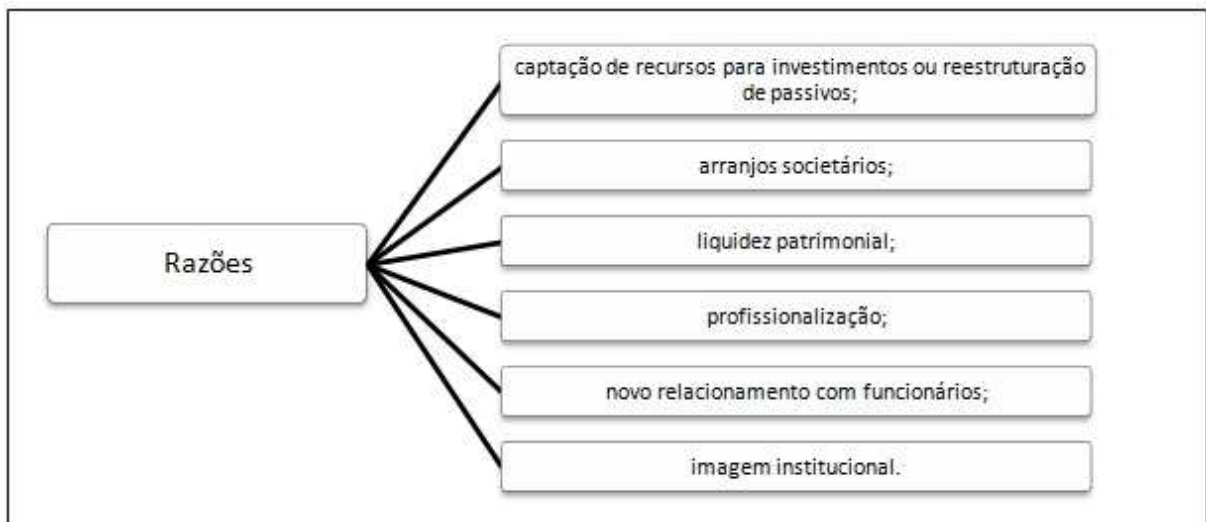 Razões
captação de recursos para investimentos ou reestruturação
de passivos;
arranjos societários;
liquidez patrimonial;
profissionalização;
novo relacionamento com funcionários;
imagem institucional.